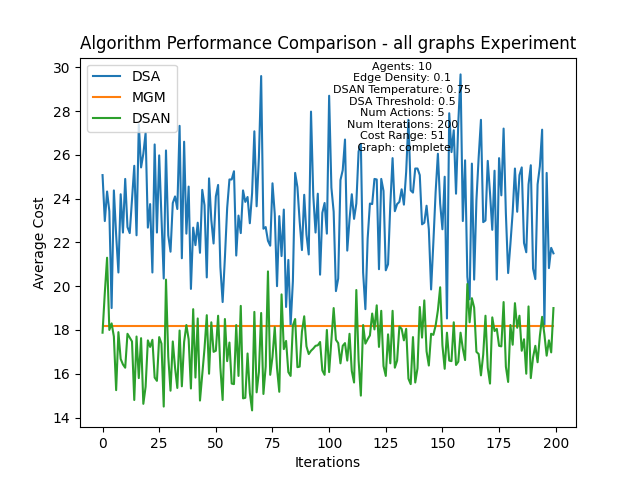 Algorithm Performance Comparison - all graphs Experiment
DSA
MGM
DSAN
Agents: 10
Edge Density: 0.1
DSAN Temperature: 0.75
DSA Threshold: 0.5
Num Actions: 5
Num Iterations: 200
Cost Range: 51
Graph: complete
Average Cost
30
28
26
24
22
20
18
16
14
0
25
50
75
100
125
150
175
200
Iterations